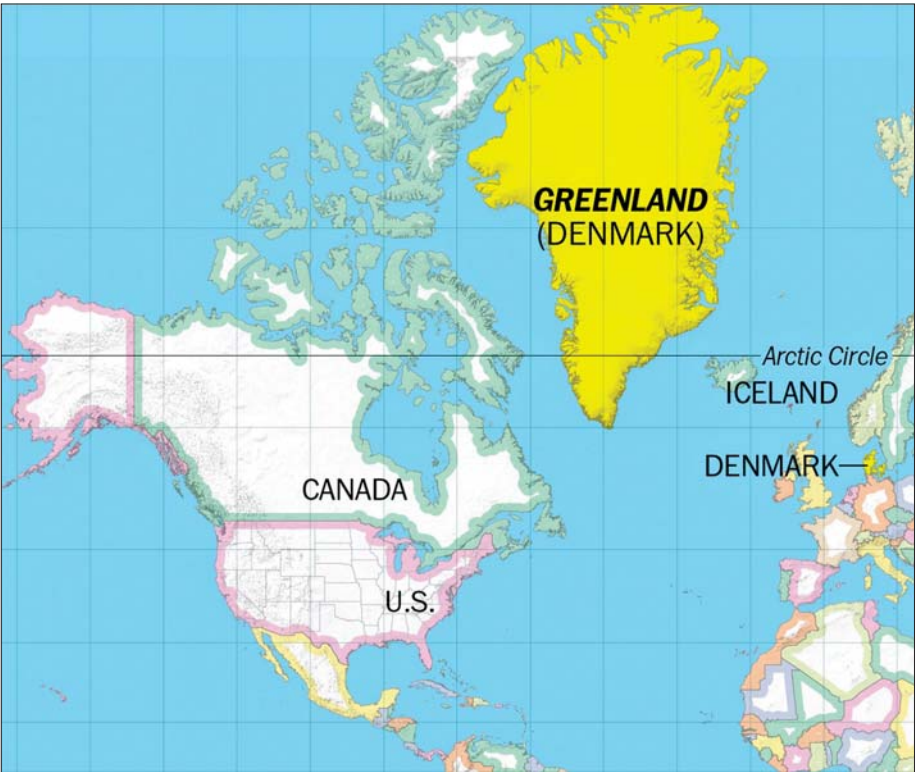 GREENLAND
(DENMARK)
Arctic Circle
ICELAND
DENMARK
CANADA
U.S.